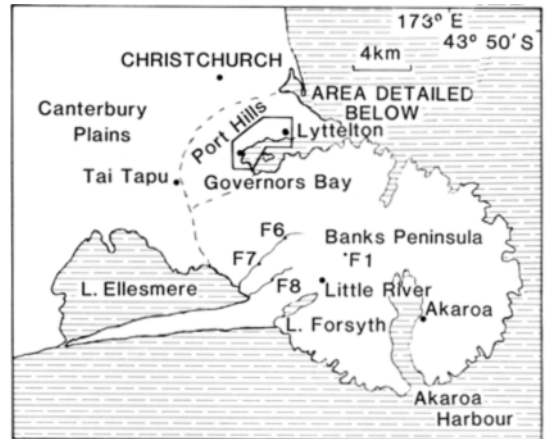 173° E
43° 50′ S
4km
CHRISTCHURCH
AREA DETAILED
BELOW
Canterbury
Plains
Port Hills
Lyttelton
Tai Tapu
Governors Bay
F6
Banks Peninsula
F7
F1
F8
Little River
L. Ellesmere
Akaroa
L. Forsyth
Akaroa
Harbour